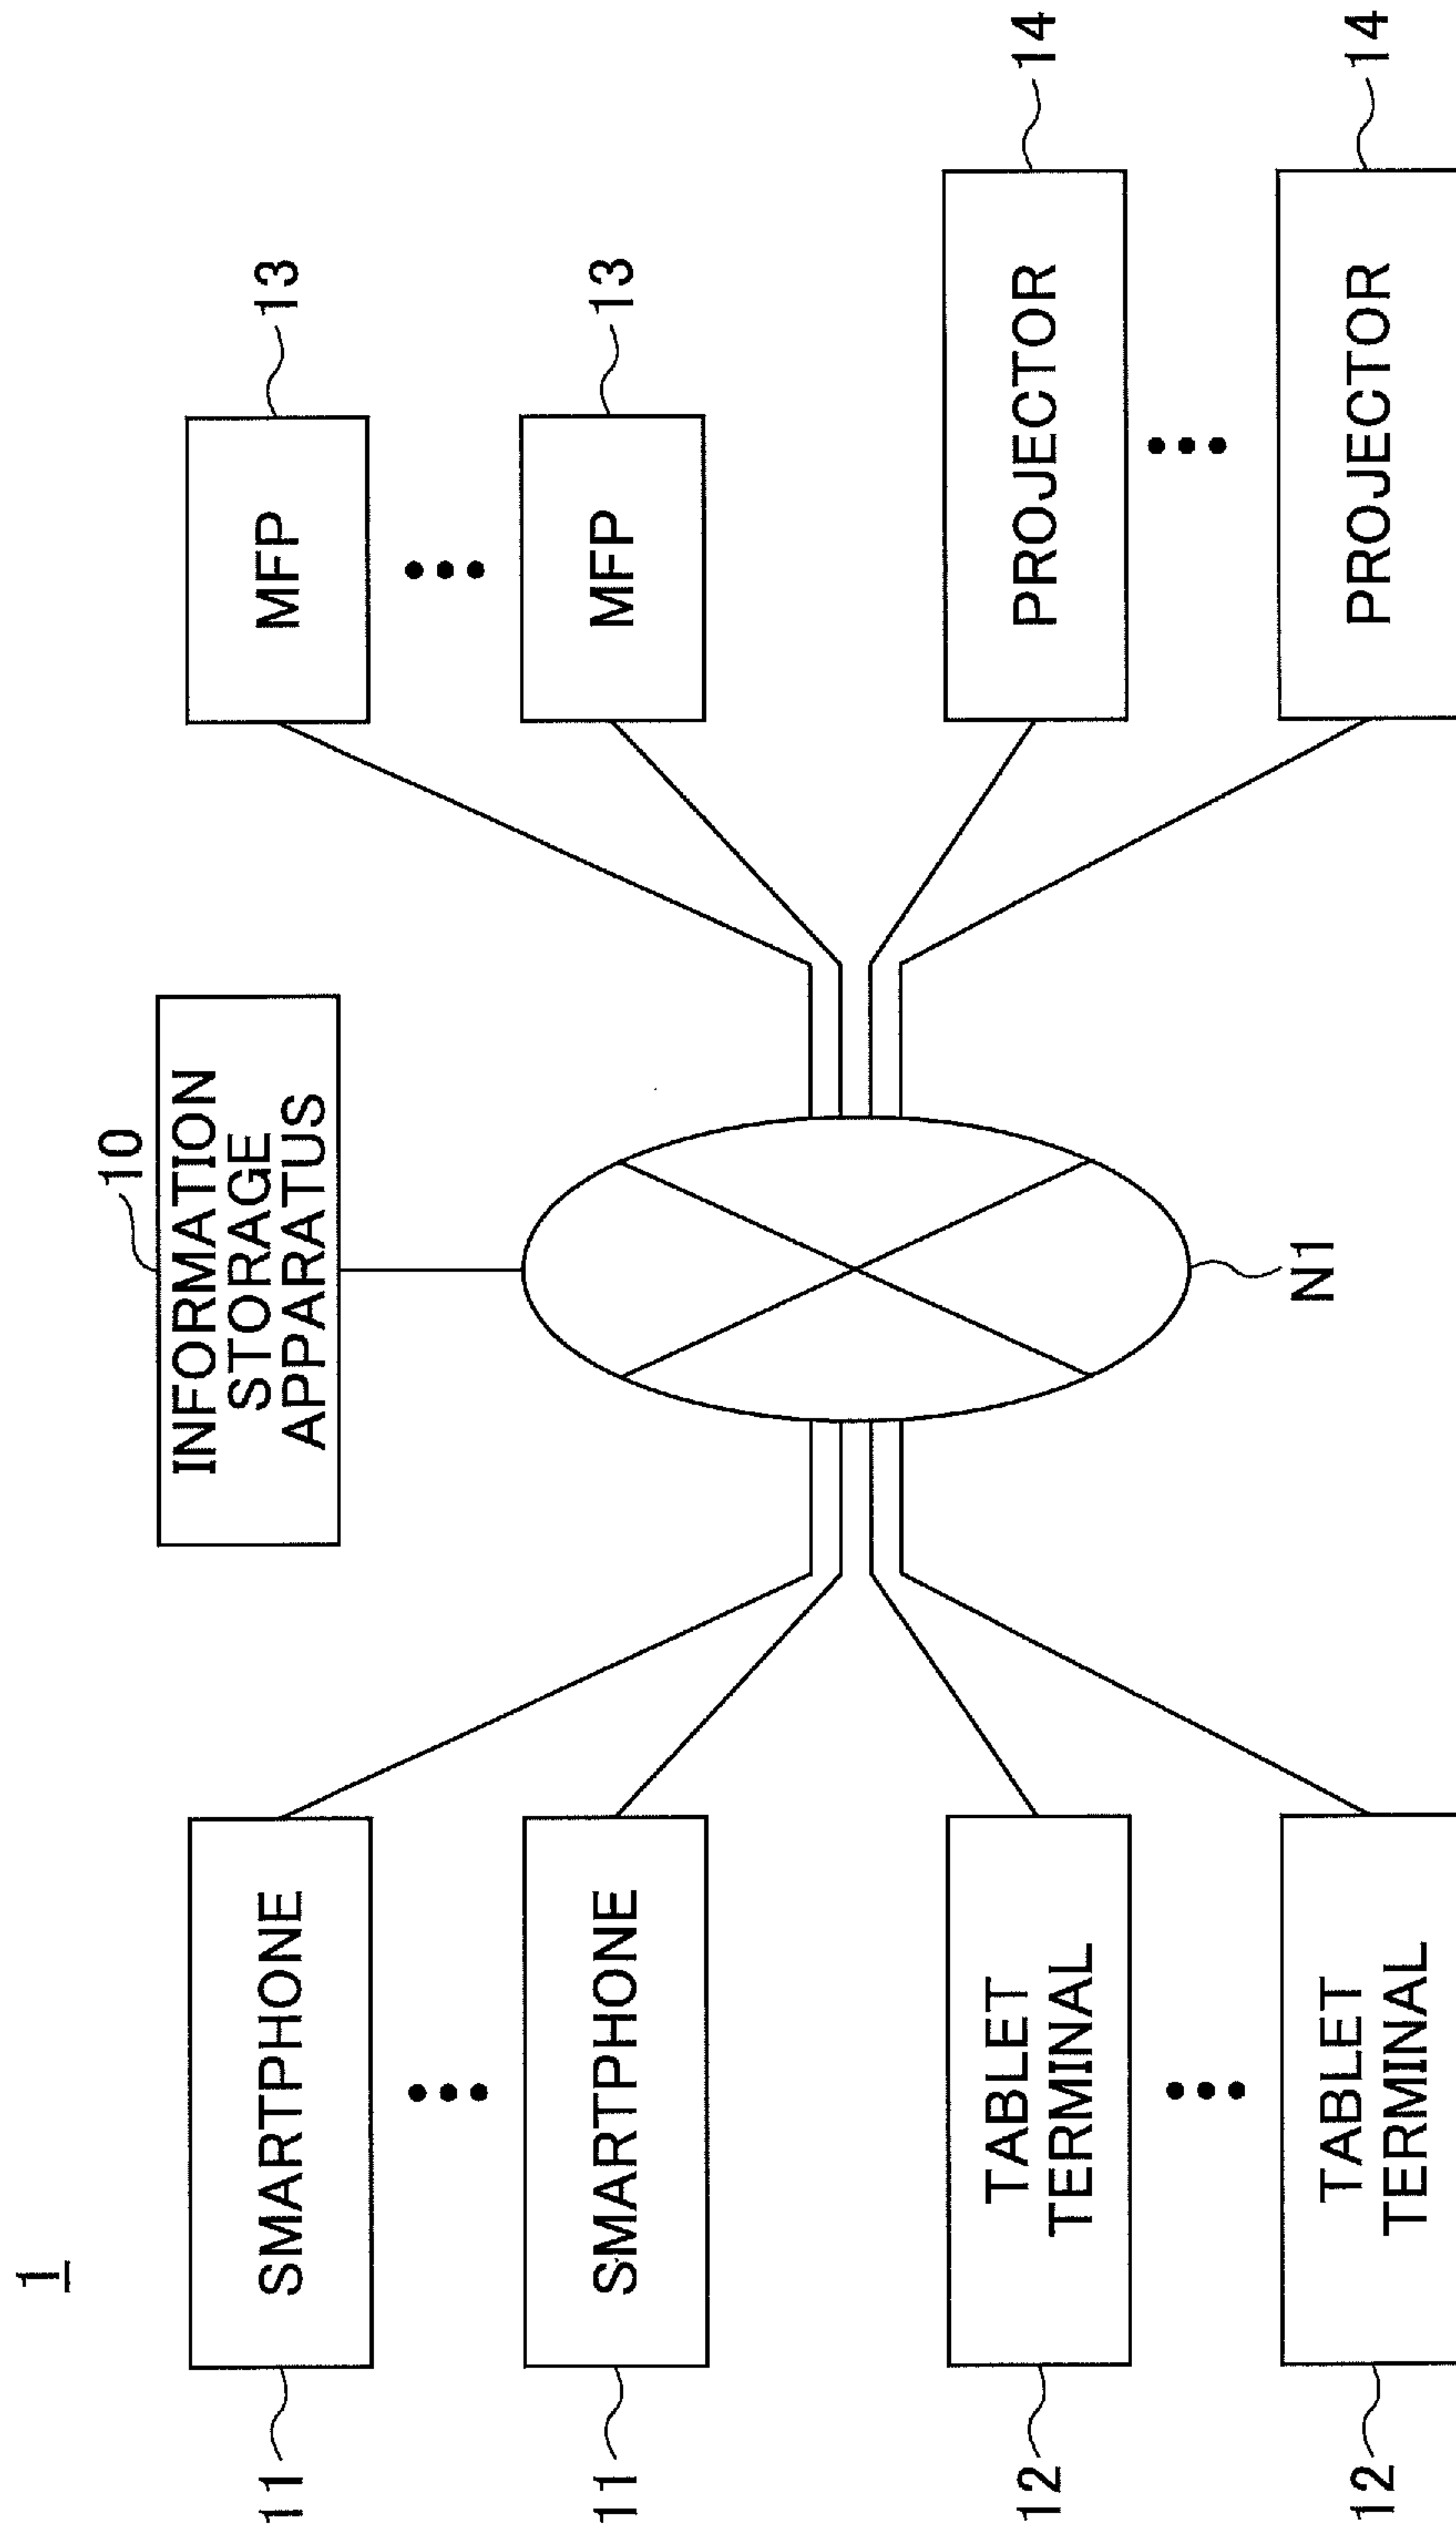 1
10
INFORMATION
STORAGE
APPARATUS
11
SMARTPHONE
MFP
13
11
SMARTPHONE
MFP
13
12
TABLET
TERMINAL
PROJECTOR
14
N1
12
TABLET
TERMINAL
PROJECTOR
14